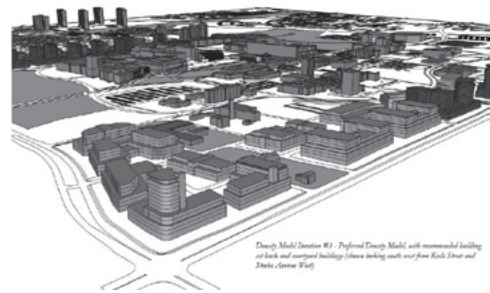 Density Model Iteration #3 - Preferred Density Model, with recommended building
set-back and courtyard buildings (shown looking south west from Keele Street and
Steeles Avenue West)